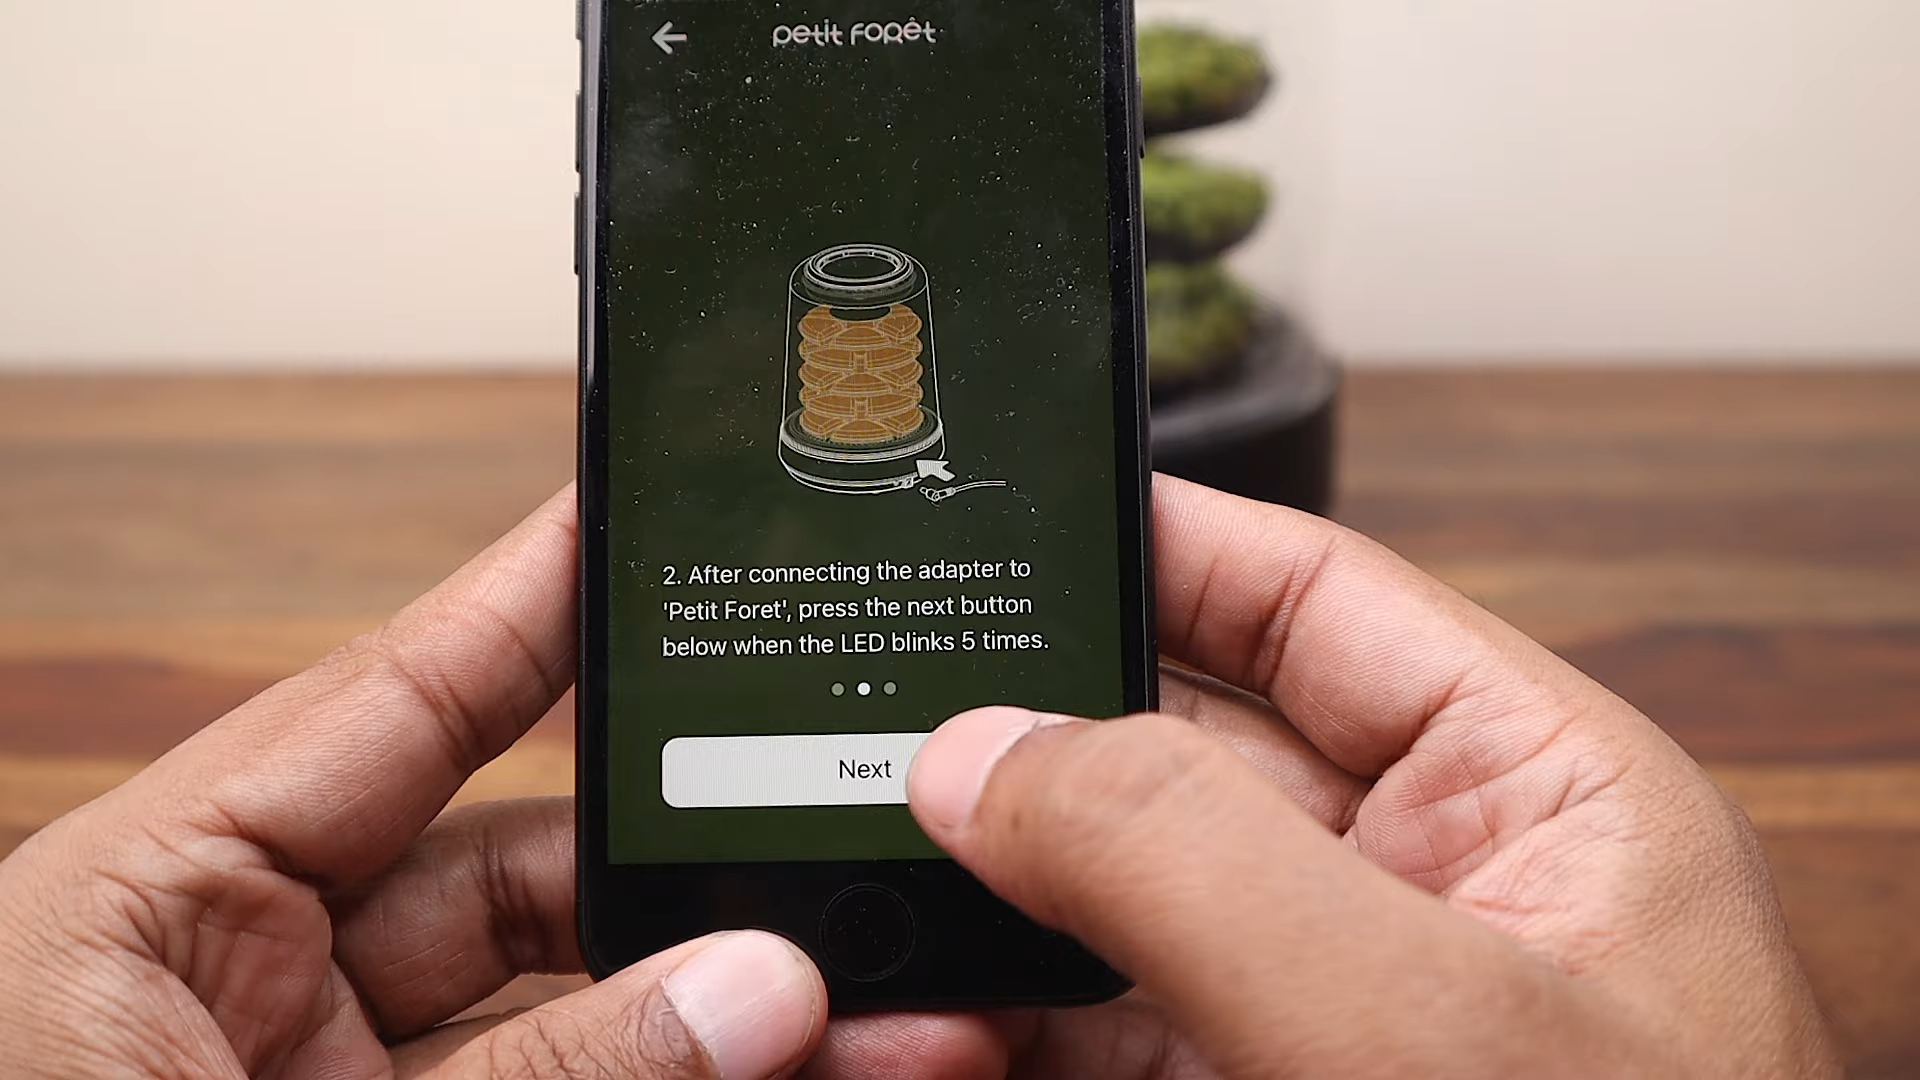 petit forêt
2. After connecting the adapter to
'Petit Foret', press the next button
below when the LED blinks 5 times.
Next